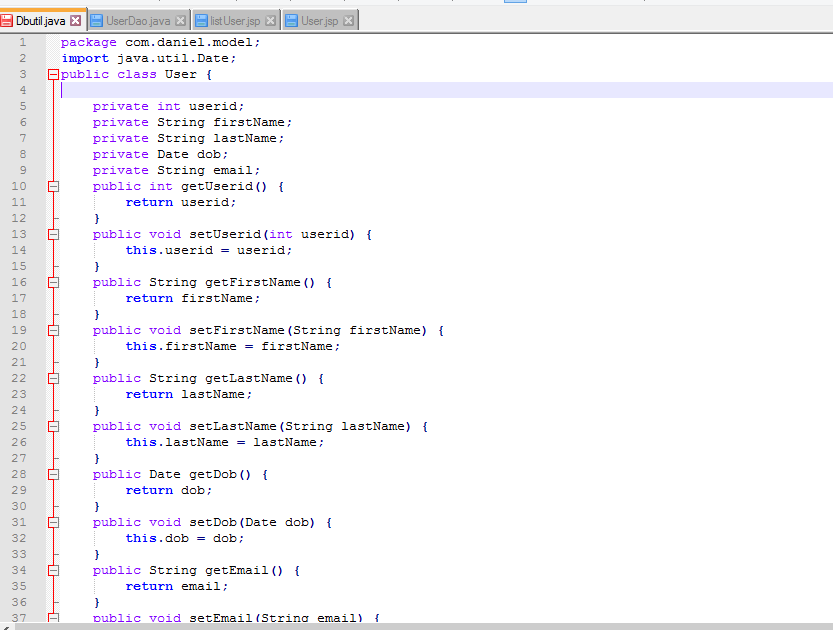 Dbutil.java UserDao.java listUser.jsp User.jsp
1 package com.daniel.model;
2 import java.util.Date;
3 public class User {
4
5 private int userid;
6 private String firstName;
7 private String lastName;
8 private Date dob;
9 private String email;
10 public int getUserid() {
11 return userid;
12 }
13 public void setUserid(int userid) {
14 this.userid = userid;
15 }
16 public String getFirstName() {
17 return firstName;
18 }
19 public void setFirstName(String firstName) {
20 this.firstName = firstName;
21 }
22 public String getLastName() {
23 return lastName;
24 }
25 public void setLastName(String lastName) {
26 this.lastName = lastName;
27 }
28 public Date getDob() {
29 return dob;
30 }
31 public void setDob(Date dob) {
32 this.dob = dob;
33 }
34 public String getEmail() {
35 return email;
36 }
37 public void setEmail(String email) {